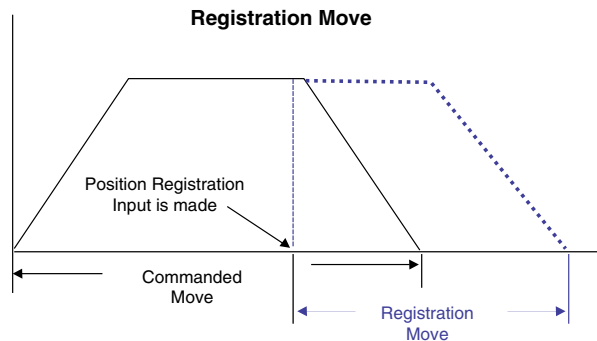 Registration Move
Position Registration
Input is made
Commanded
Move
Registration
Move